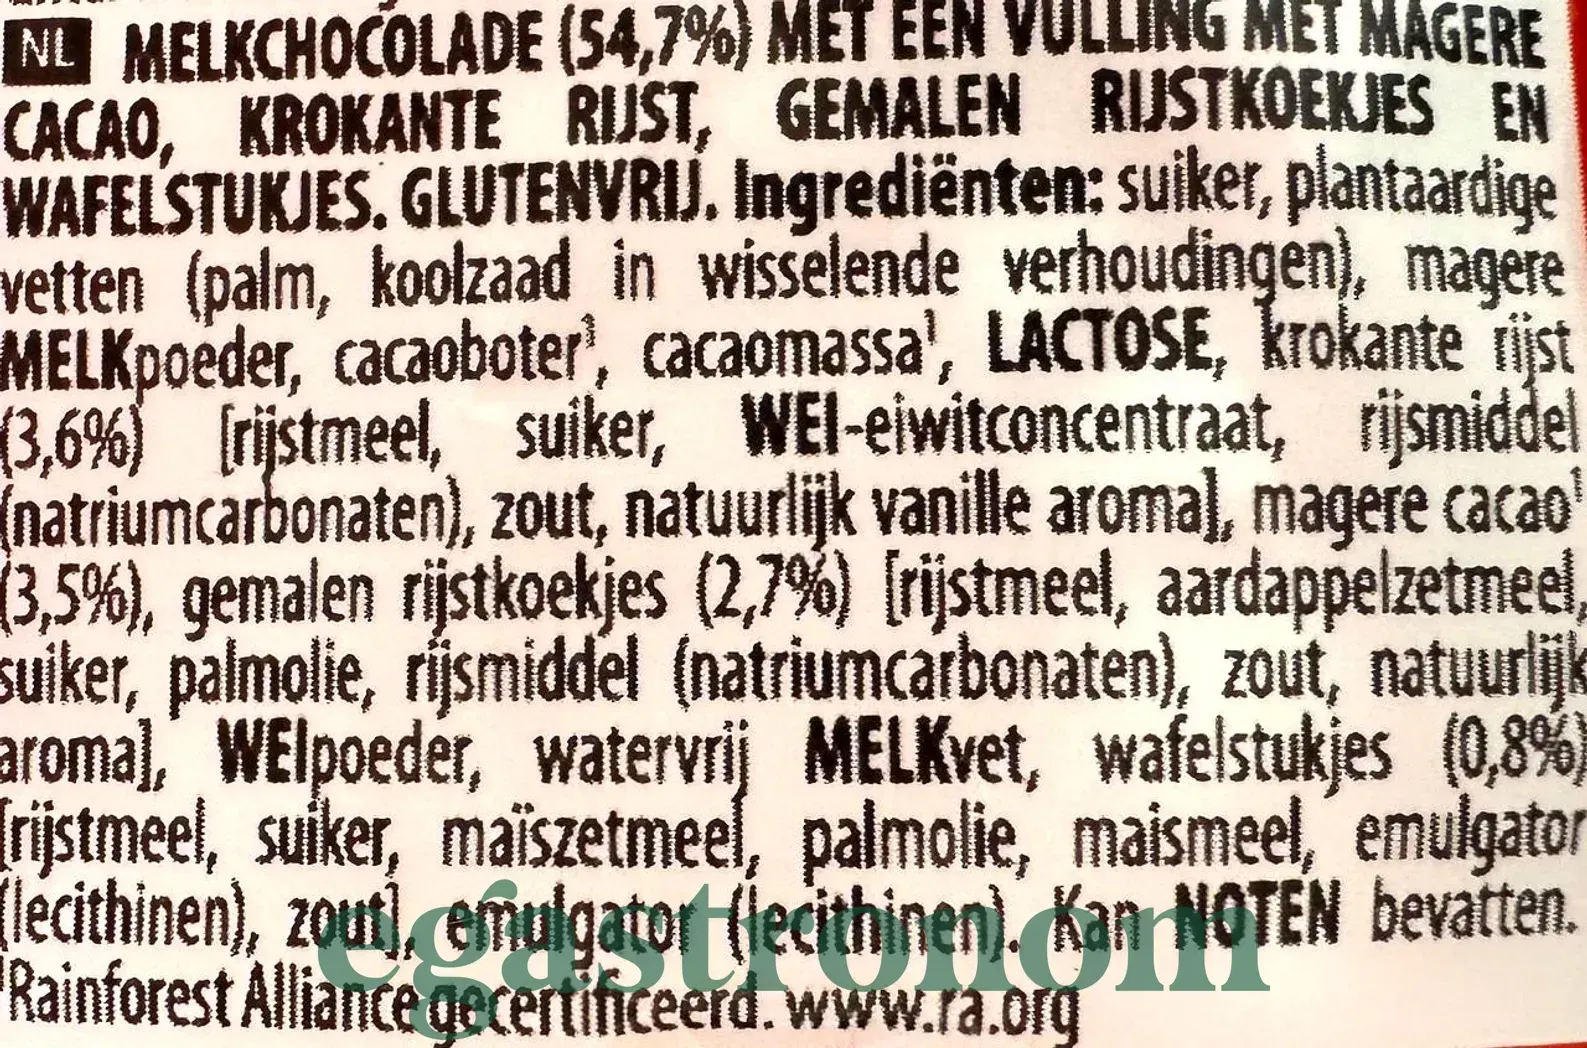 NL MELKCHOCOLADE (54,7%) MET EEN VULLING MET MAGERE
CACAO, KROKANTE RIJST, GEMALEN RIJSTKOEKJES EN
WAFELSTUKJES. GLUTENVRIJ. Ingrediënten: suiker, plantaardige
vetten (palm, koolzaad in wisselende verhoudingen), magere
MELKpoeder, cacaoboter¹, cacaomassa¹, LACTOSE, krokante rijst
(3,6%) [rijstmeel, suiker, WEI-eiwitconcentraat, rijsmiddel
(natriumcarbonaten), zout, natuurlijk vanille aroma], magere cacao¹
(3,5%), gemalen rijstkoekjes (2,7%) [rijstmeel, aardappelzetmeel,
suiker, palmolie, rijsmiddel (natriumcarbonaten), zout, natuurlijk
aroma], WEIpoeder, watervrij MELKvet, wafelstukjes (0,8%)
[rijstmeel, suiker, maïszetmeel, palmolie, maismeel, emulgator
(lecithinen), zout], emulgator (lecithinen). Kan NOTEN bevatten.
¹Rainforest Alliance gecertificeerd. www.ra.org
egastronom